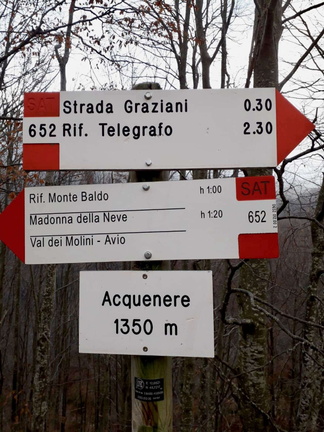 SAT Strada Graziani 0.30
652 Rif. Telegrafo 2.30
Rif. Monte Baldo h 1:00 SAT
Madonna della Neve h 1:20 652
Val dei Molini - Avio
Acquenere
1350 m